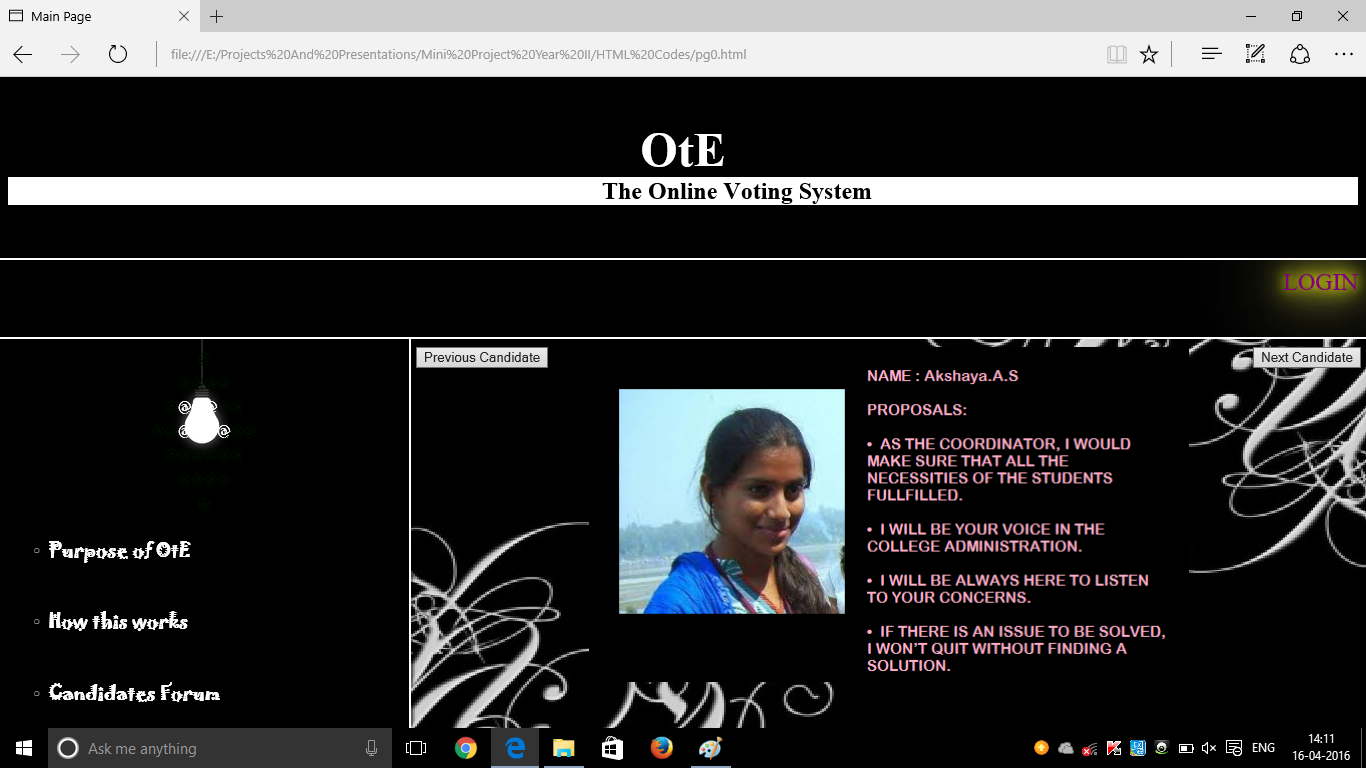 Main Page
file:///E:/Projects%20And%20Presentations/Mini%20Project%20Year%20II/HTML%20Codes/pg0.html
OtE
The Online Voting System
LOGIN
Previous Candidate
Next Candidate
NAME : Akshaya.A.S
PROPOSALS:
• AS THE COORDINATOR, I WOULD
MAKE SURE THAT ALL THE
NECESSITIES OF THE STUDENTS
FULLFILLED.
• I WILL BE YOUR VOICE IN THE
COLLEGE ADMINISTRATION.
• I WILL BE ALWAYS HERE TO LISTEN
TO YOUR CONCERNS.
• IF THERE IS AN ISSUE TO BE SOLVED,
I WON'T QUIT WITHOUT FINDING A
SOLUTION.
Purpose of OtE
How this works
Candidates Forum
Ask me anything
ENG
14:11
16-04-2016